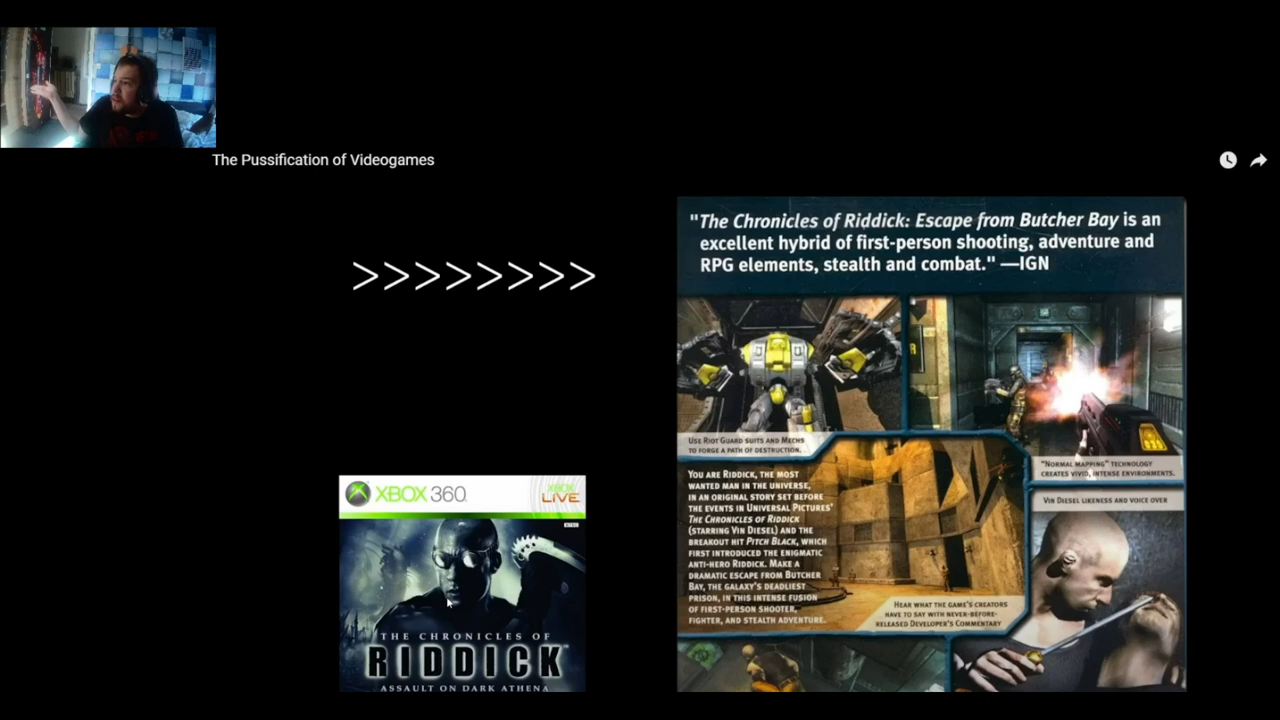 The Pussification of Videogames
"The Chronicles of Riddick: Escape from Butcher Bay is an
excellent hybrid of first-person shooting, adventure and
RPG elements, stealth and combat." —IGN
>>>>>>>>
USE RIOT GUARD SUITS AND MECHS
TO FORGE A PATH OF DESTRUCTION.
"NORMAL MAPPING" TECHNOLOGY
CREATES VIVID, INTENSE ENVIRONMENTS.
YOU ARE RIDDICK, THE MOST
WANTED MAN IN THE UNIVERSE,
IN AN ORIGINAL STORY SET BEFORE
THE EVENTS IN UNIVERSAL PICTURES'
THE CHRONICLES OF RIDDICK
(STARRING VIN DIESEL) AND THE
BREAKOUT HIT PITCH BLACK, WHICH
FIRST INTRODUCED THE ENIGMATIC
ANTI-HERO RIDDICK. MAKE A
DRAMATIC ESCAPE FROM BUTCHER
BAY, THE GALAXY'S DEADLIEST
PRISON, IN THIS INTENSE FUSION
OF FIRST-PERSON SHOOTER,
FIGHTER, AND STEALTH ADVENTURE.
VIN DIESEL LIKENESS AND VOICE OVER
HEAR WHAT THE GAME'S CREATORS
HAVE TO SAY WITH NEVER-BEFORE-
RELEASED DEVELOPER'S COMMENTARY
XBOX 360
XBOX
LIVE
THE CHRONICLES OF
RIDDICK
ASSAULT ON DARK ATHENA